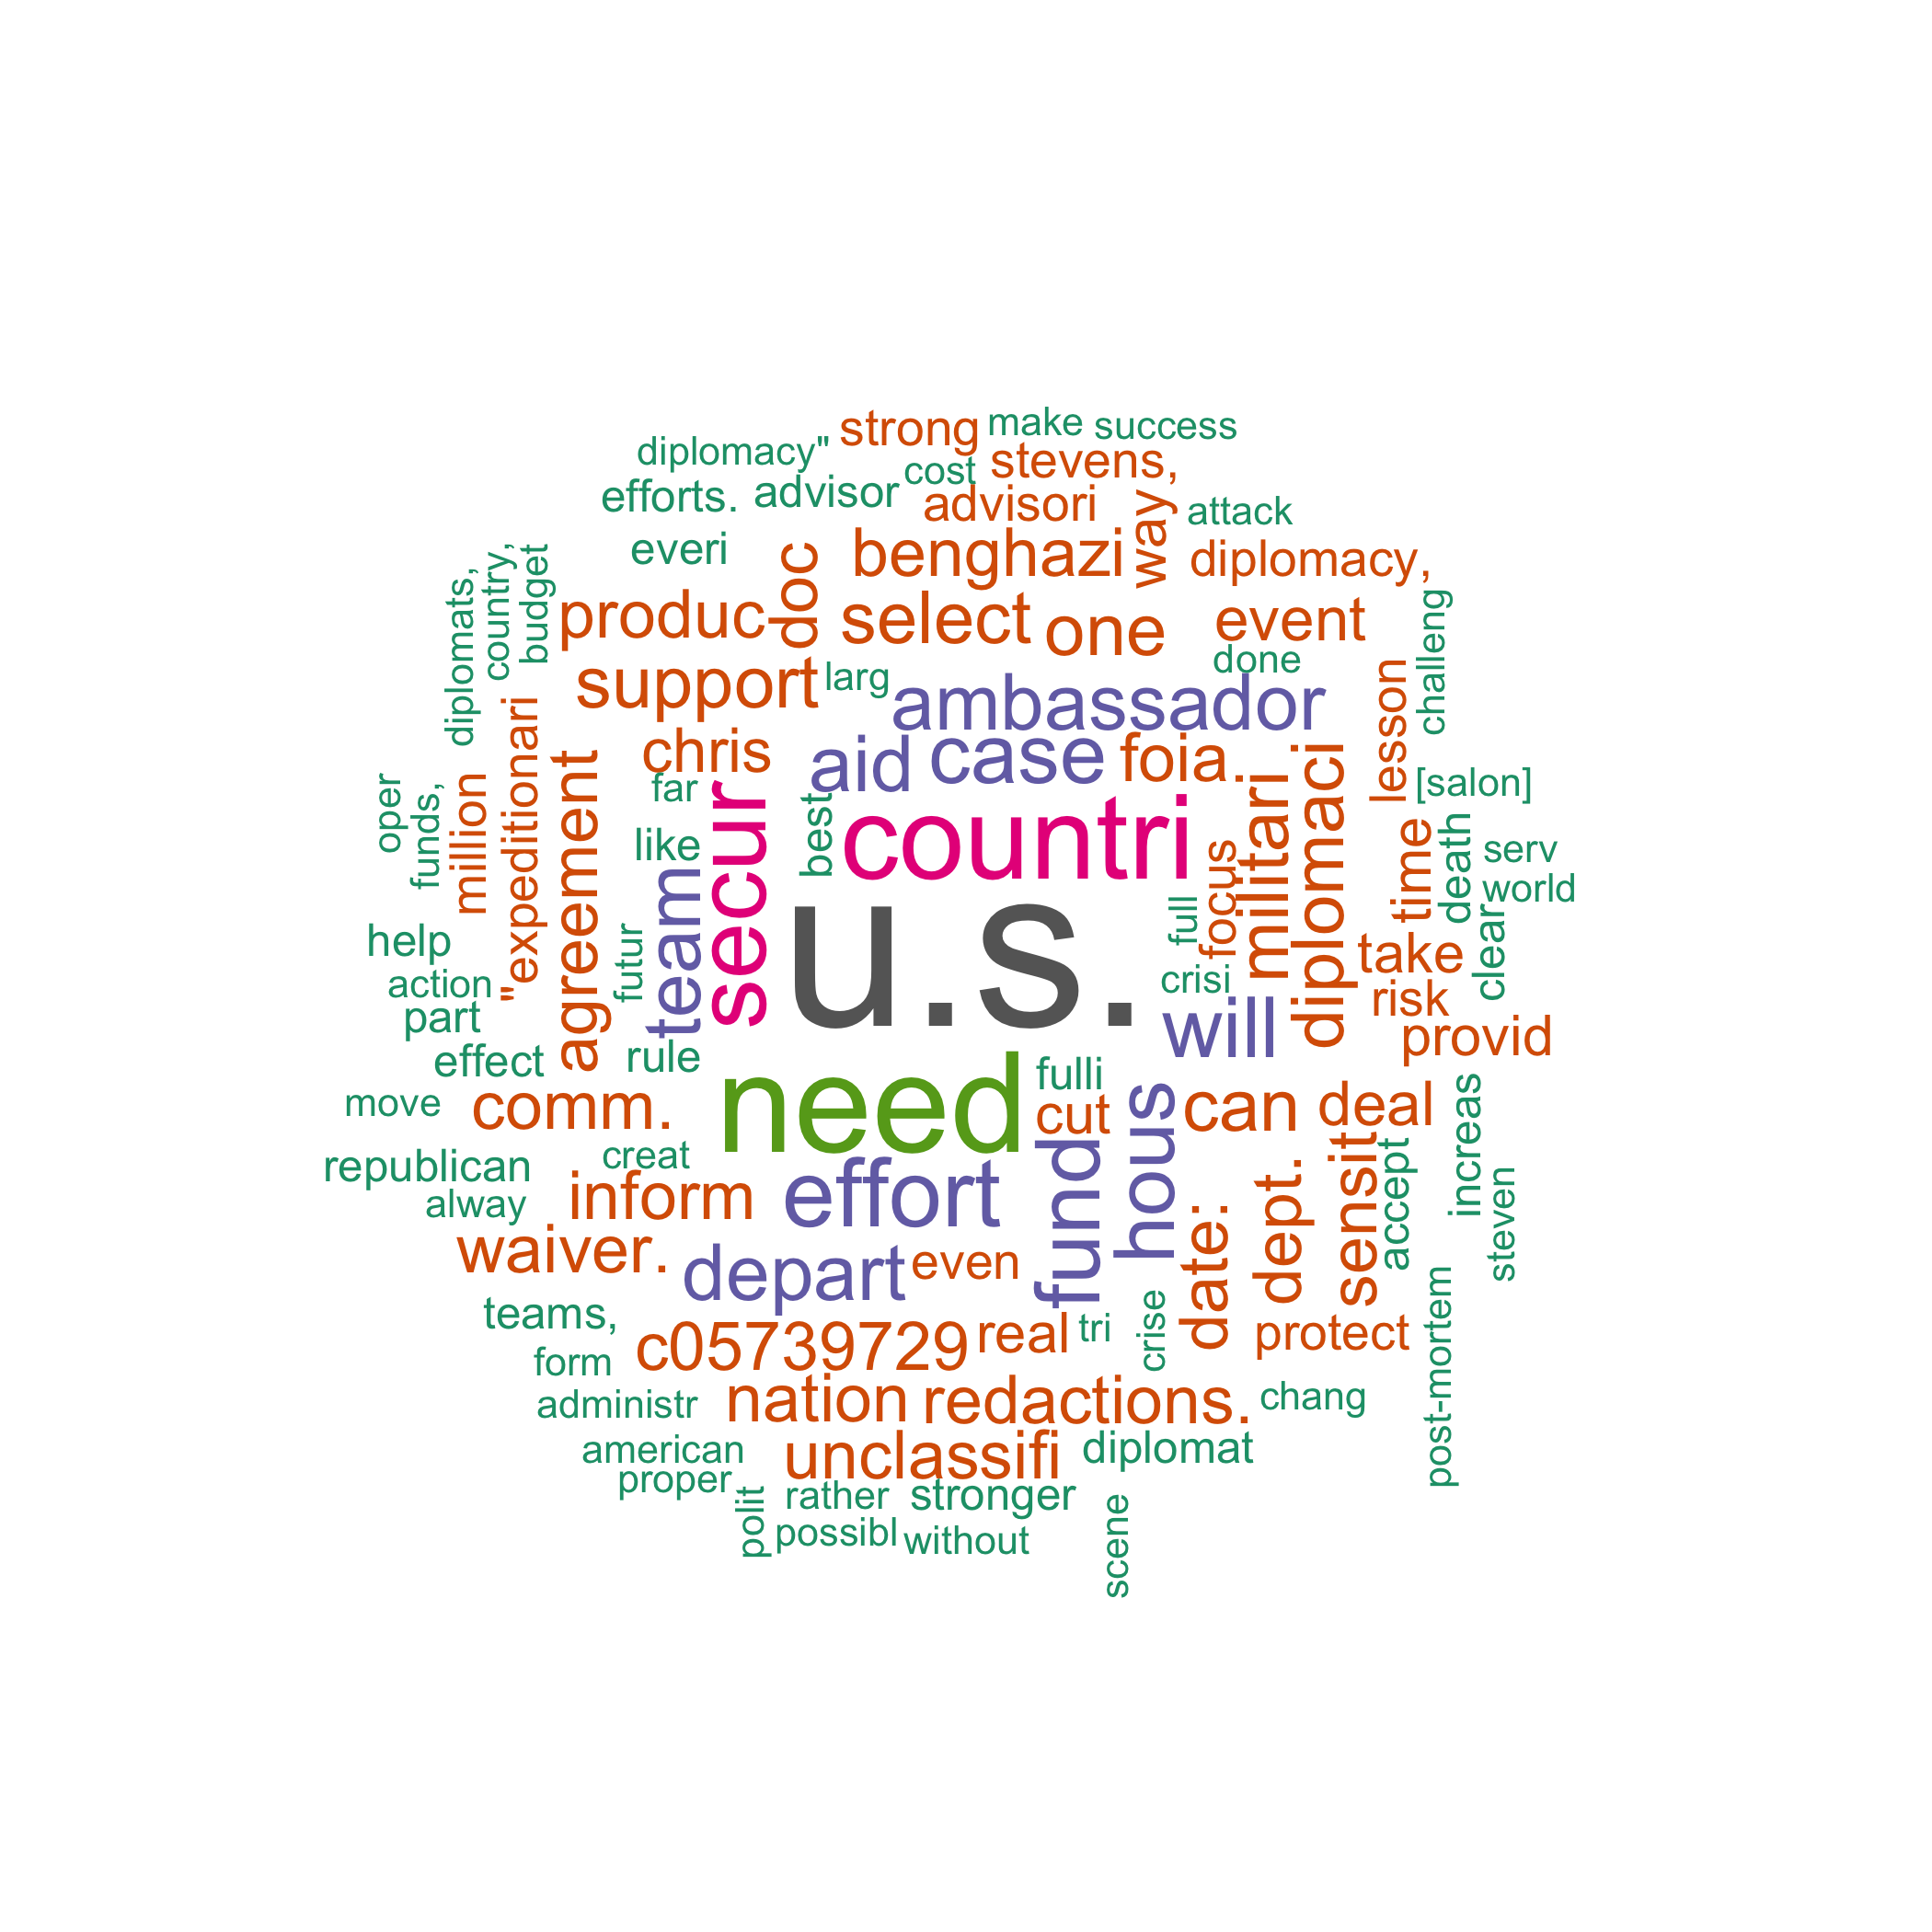 strong make success
diplomacy" cost stevens,
efforts. advisor advisori way, attack
everi doc benghazi diplomacy,
diplomats, country, budget produc select one event challeng
support larg done
ambassador lesson
"expeditionari agreement chris aid case foia militari diplomaci [salon]
oper funds, million far secur best countri
like focus time death serv
team full world
help futur u.s. clear
action crisi take
part will risk
effect rule provid
move comm. need fulli cut hous can deal increas
republican creat effort fund sensit accept steven
alway inform dept.
waiver. depart even date:
teams, crise post-mortem
form c05739729 real tri protect
administr nation redactions. chang
american unclassifi diplomat
proper
polit rather stronger scene
possibl without